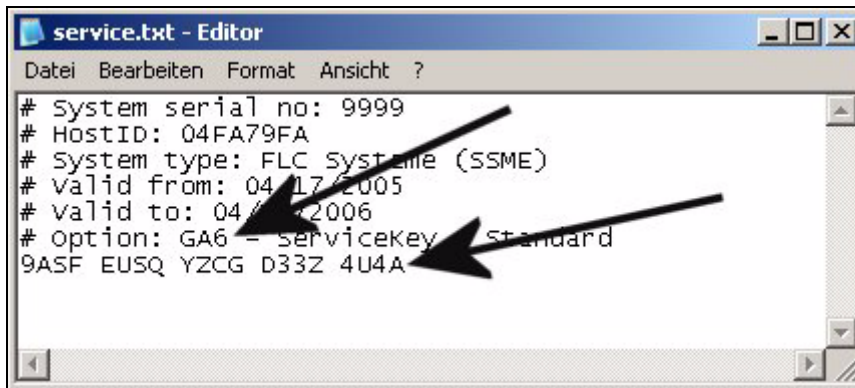 service.txt - Editor
Datei Bearbeiten Format Ansicht ?
# System serial no: 9999
# HostID: 04FA79FA
# System type: FLC Systeme (SSME)
# Valid from: 04/17/2005
# Valid to: 2006
# Option: GA6 - ServiceKey Standard
9ASF EUSQ YZCG D33Z 4U4A